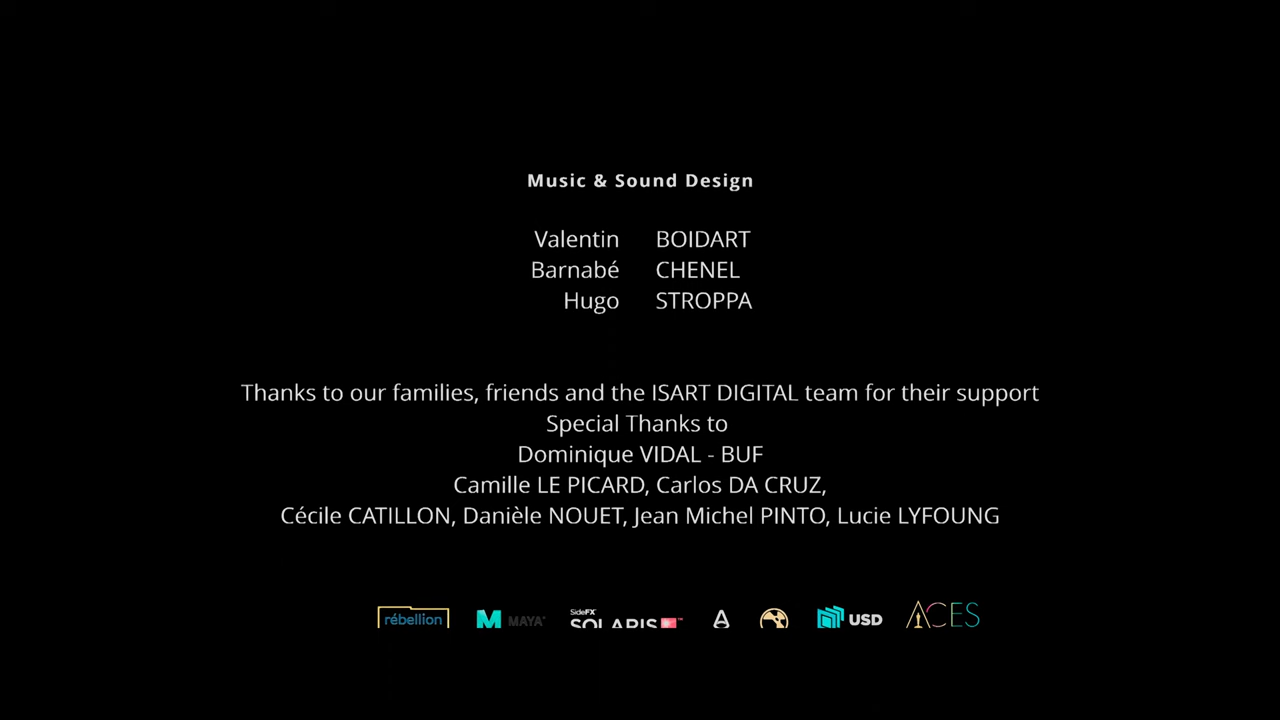 Music & Sound Design
Valentin BOIDART
Barnabé CHENEL
Hugo STROPPA
Thanks to our families, friends and the ISART DIGITAL team for their support
Special Thanks to
Dominique VIDAL - BUF
Camille LE PICARD, Carlos DA CRUZ,
Cécile CATILLON, Danièle NOUET, Jean Michel PINTO, Lucie LYFOUNG
rébellion MAYA SideFX SOLARIS USD ACES